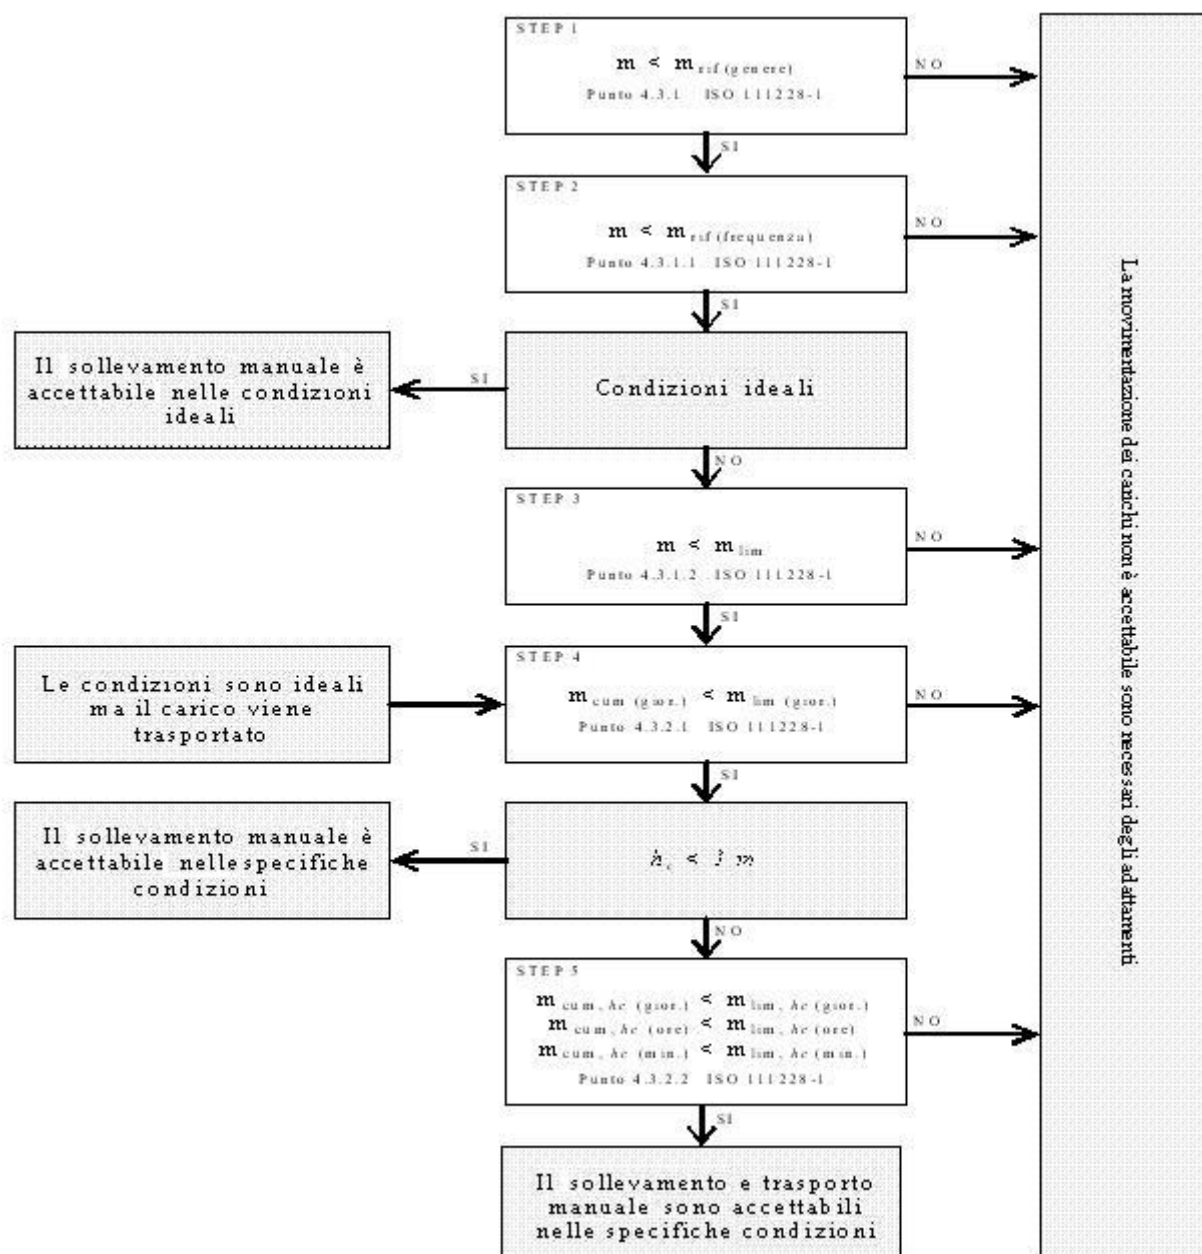 STEP 1
m < m rif (genere)
Punto 4.3.1 ISO 111228-1
NO
SI
STEP 2
m < m rif (frequenza)
Punto 4.3.1.1 ISO 111228-1
NO
SI
Il sollevamento manuale è
accettabile nelle condizioni
ideali
SI
Condizioni ideali
NO
STEP 3
m < m lim
Punto 4.3.1.2 ISO 111228-1
NO
SI
Le condizioni sono ideali
ma il carico viene
trasportato
STEP 4
m cum (gior.) < m lim (gior.)
Punto 4.3.2.1 ISO 111228-1
NO
SI
Il sollevamento manuale è
accettabile nelle specifiche
condizioni
SI
h c < 1 m
NO
STEP 5
m cum, hc (gior.) < m lim, hc (gior.)
m cum, hc (ore) < m lim, hc (ore)
m cum, hc (min.) < m lim, hc (min.)
Punto 4.3.2.2 ISO 111228-1
NO
SI
Il sollevamento e trasporto
manuale sono accettabili
nelle specifiche condizioni
La movimentazione dei carichi non è accettabile sono necessari degli adattamenti